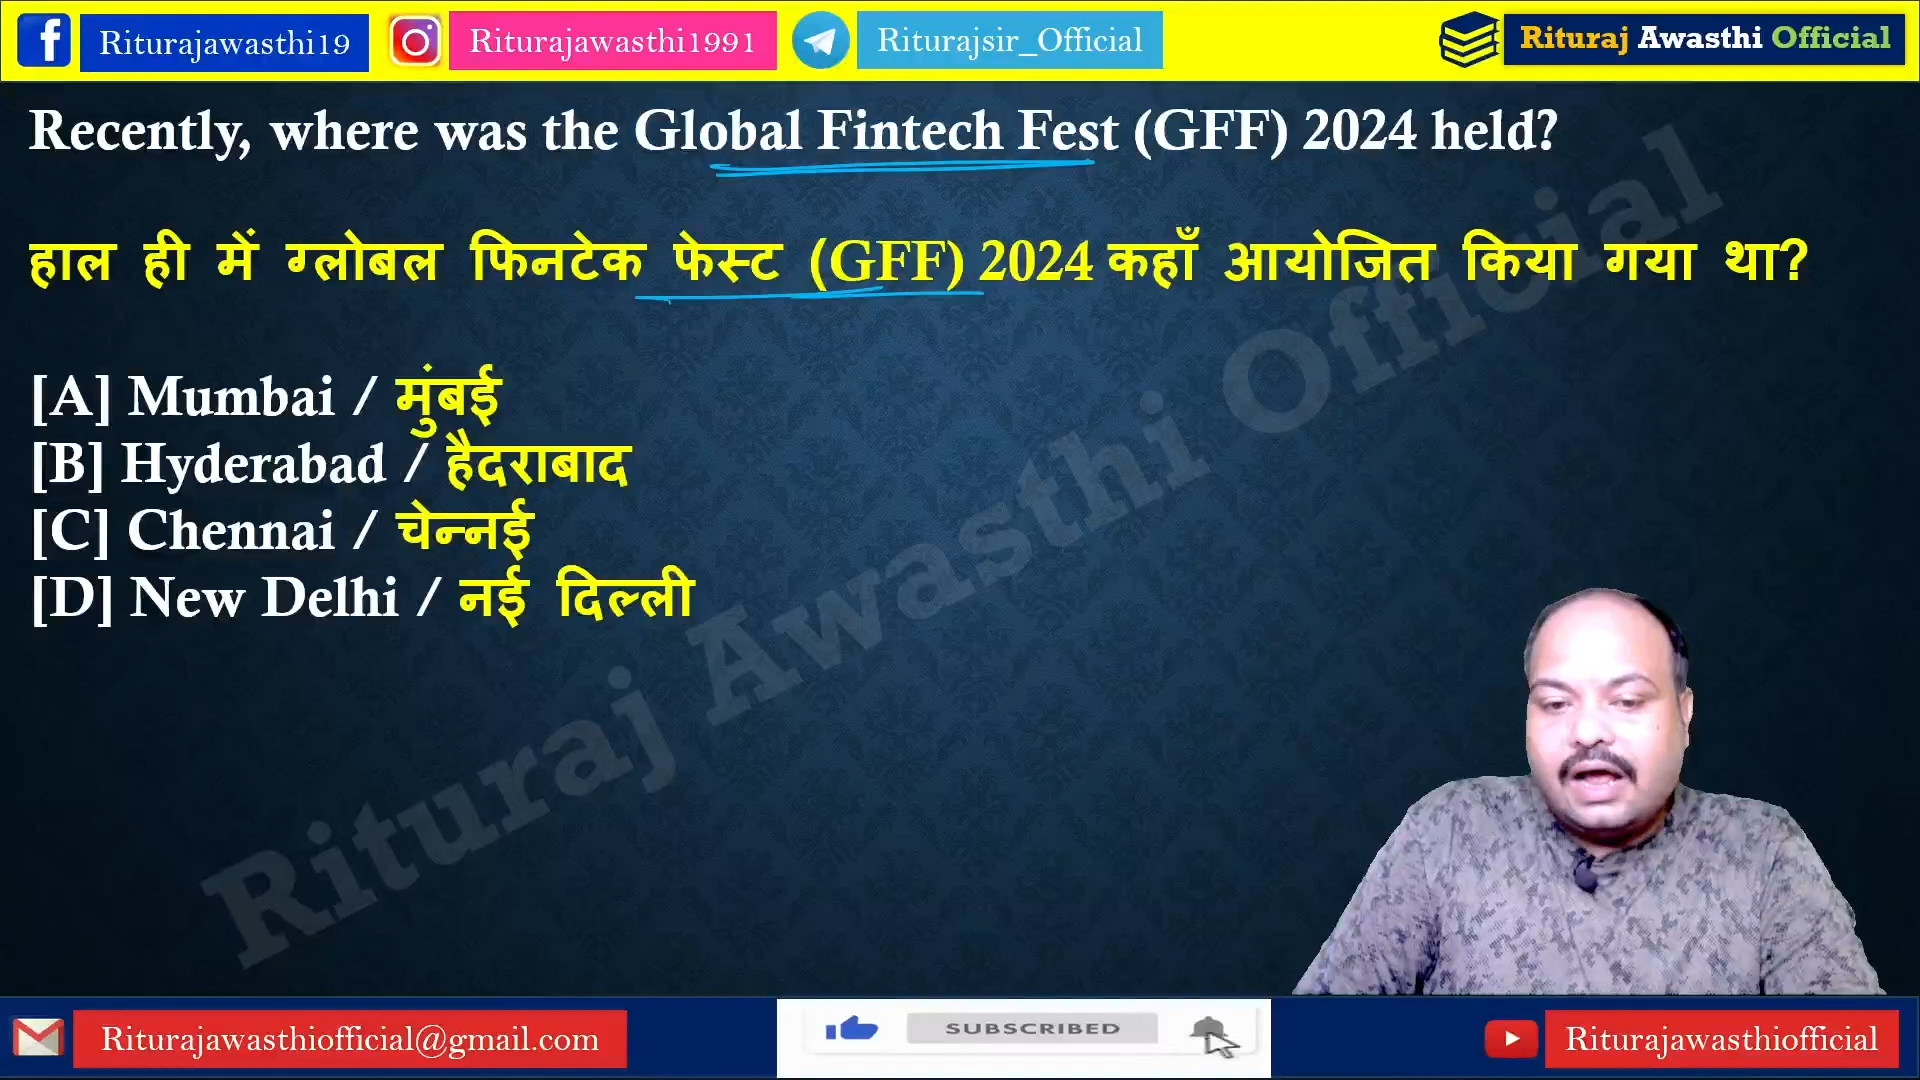 Riturajawasthi19
Riturajawasthi1991
Riturajsir_Official
Rituraj Awasthi Official
Recently, where was the Global Fintech Fest (GFF) 2024 held?
हाल ही में ग्लोबल फिनटेक फेस्ट (GFF) 2024 कहाँ आयोजित किया गया था?
[A] Mumbai / मुंबई
[B] Hyderabad / हैदराबाद
[C] Chennai / चेन्नई
[D] New Delhi / नई दिल्ली
Rituraj Awasthi Official
Riturajawasthiofficial@gmail.com
SUBSCRIBED
Riturajawasthiofficial